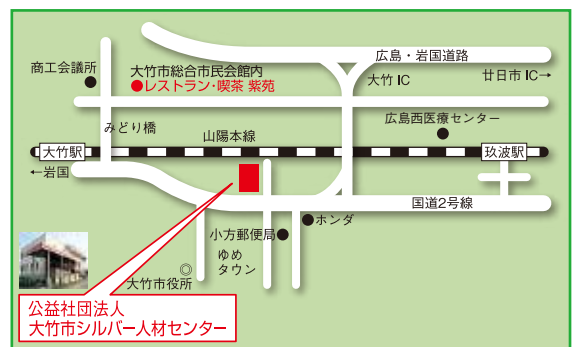 広島・岩国道路
商工会議所
大竹市総合市民会館内
●レストラン・喫茶 紫苑
大竹 IC
廿日市 IC→
みどり橋
山陽本線
広島西医療センター
大竹駅
玖波駅
←岩国
国道2号線
ホンダ
小方郵便局
ゆめ
タウン
大竹市役所
公益社団法人
大竹市シルバー人材センター